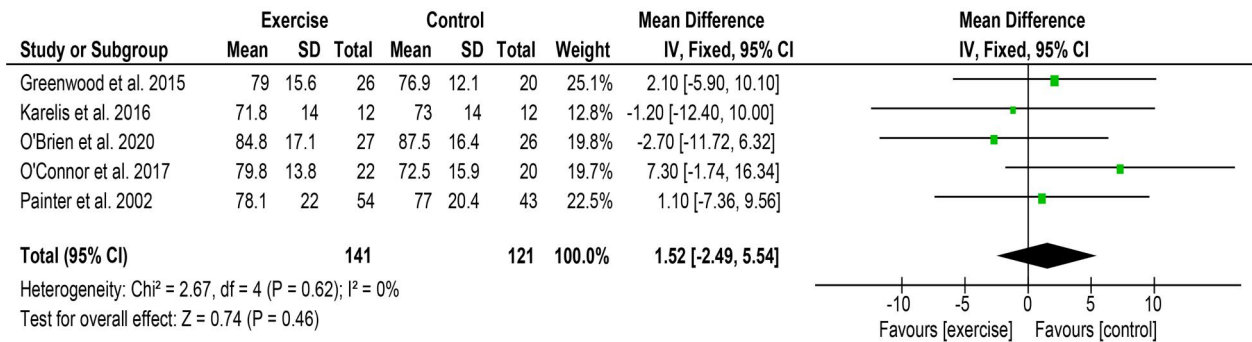 Exercise Control Mean Difference Mean Difference
Study or Subgroup Mean SD Total Mean SD Total Weight IV, Fixed, 95% CI IV, Fixed, 95% CI
Greenwood et al. 2015 79 15.6 26 76.9 12.1 20 25.1% 2.10 [-5.90, 10.10]
Karelis et al. 2016 71.8 14 12 73 14 12 12.8% -1.20 [-12.40, 10.00]
O'Brien et al. 2020 84.8 17.1 27 87.5 16.4 26 19.8% -2.70 [-11.72, 6.32]
O'Connor et al. 2017 79.8 13.8 22 72.5 15.9 20 19.7% 7.30 [-1.74, 16.34]
Painter et al. 2002 78.1 22 54 77 20.4 43 22.5% 1.10 [-7.36, 9.56]
Total (95% CI) 141 121 100.0% 1.52 [-2.49, 5.54]
Heterogeneity: Chi² = 2.67, df = 4 (P = 0.62); I² = 0%
Test for overall effect: Z = 0.74 (P = 0.46)
-10 -5 0 5 10
Favours [exercise] Favours [control]